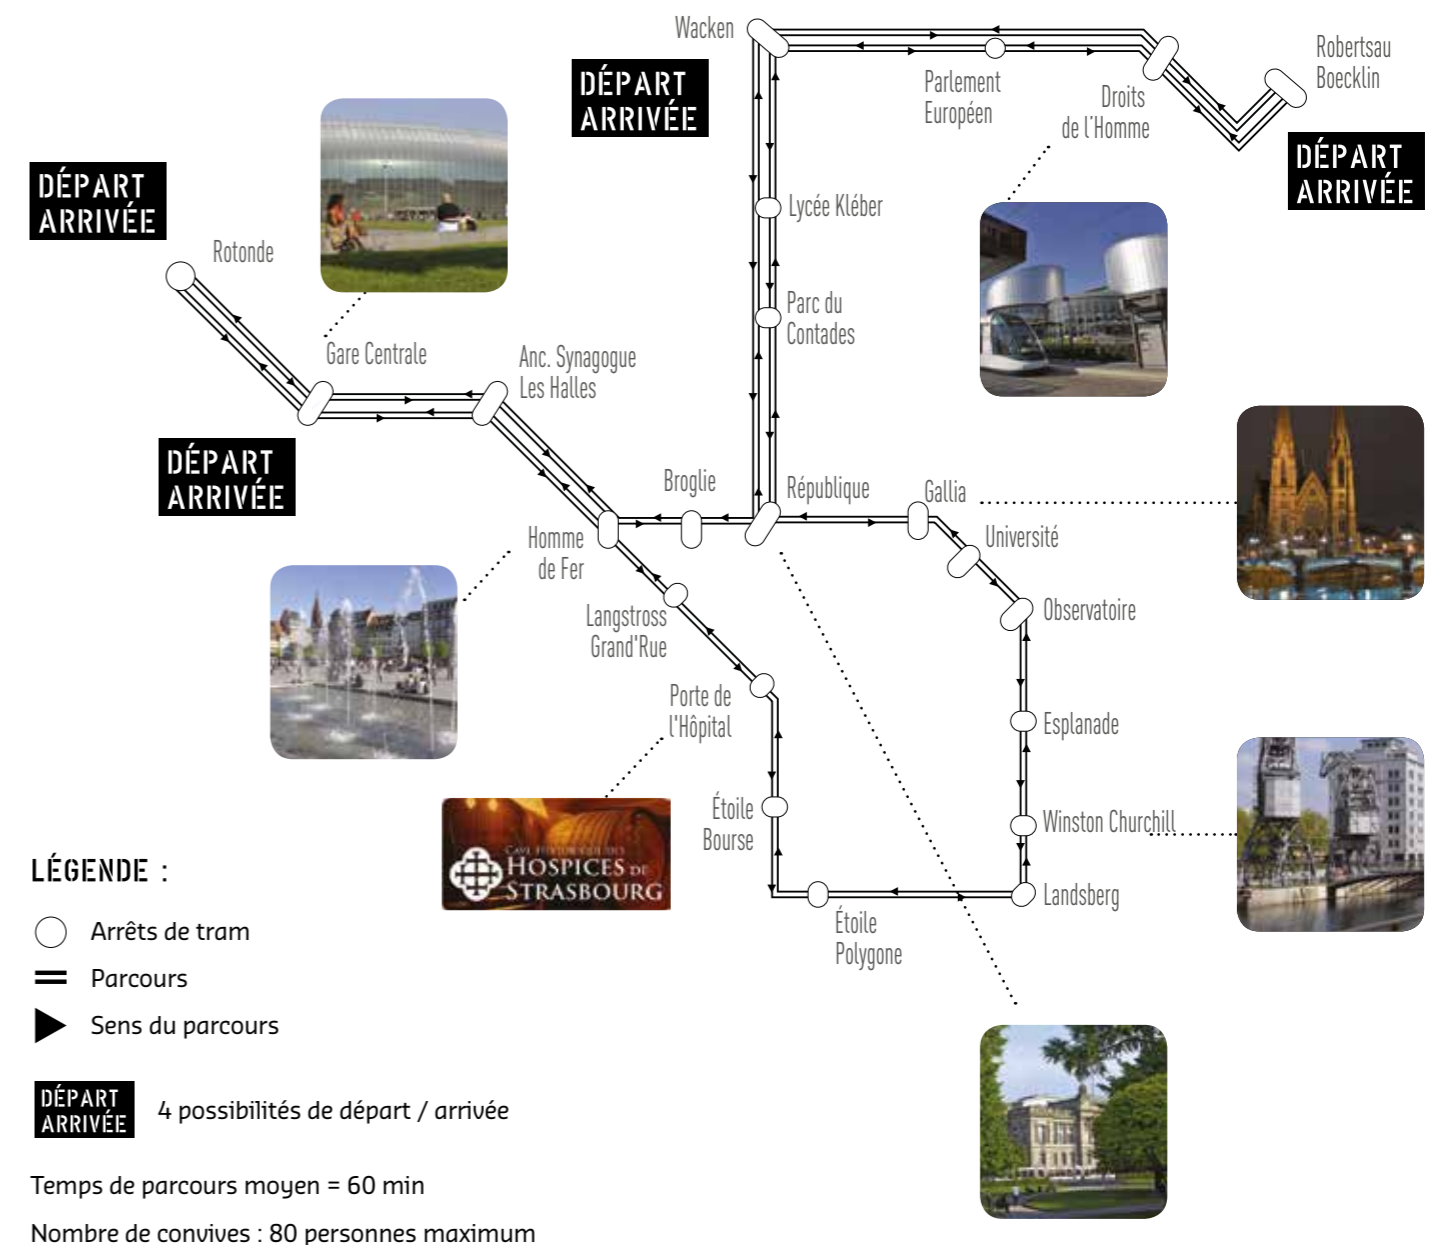 Wacken
DÉPART
ARRIVÉE
Parlement
Européen
Droits
de l'Homme
Robertsau
Boecklin
DÉPART
ARRIVÉE
DÉPART
ARRIVÉE
Rotonde
Lycée Kléber
Parc du
Contades
Gare Centrale
Anc. Synagogue
Les Halles
DÉPART
ARRIVÉE
Broglie
République
Gallia
Université
Homme
de Fer
Langstross
Grand'Rue
Observatoire
Porte de
l'Hôpital
Esplanade
Étoile
Bourse
Winston Churchill
HOSPICES DE
STRASBOURG
Landsberg
Étoile
Polygone
LÉGENDE :
Arrêts de tram
Parcours
Sens du parcours
DÉPART
ARRIVÉE
4 possibilités de départ / arrivée
Temps de parcours moyen = 60 min
Nombre de convives : 80 personnes maximum